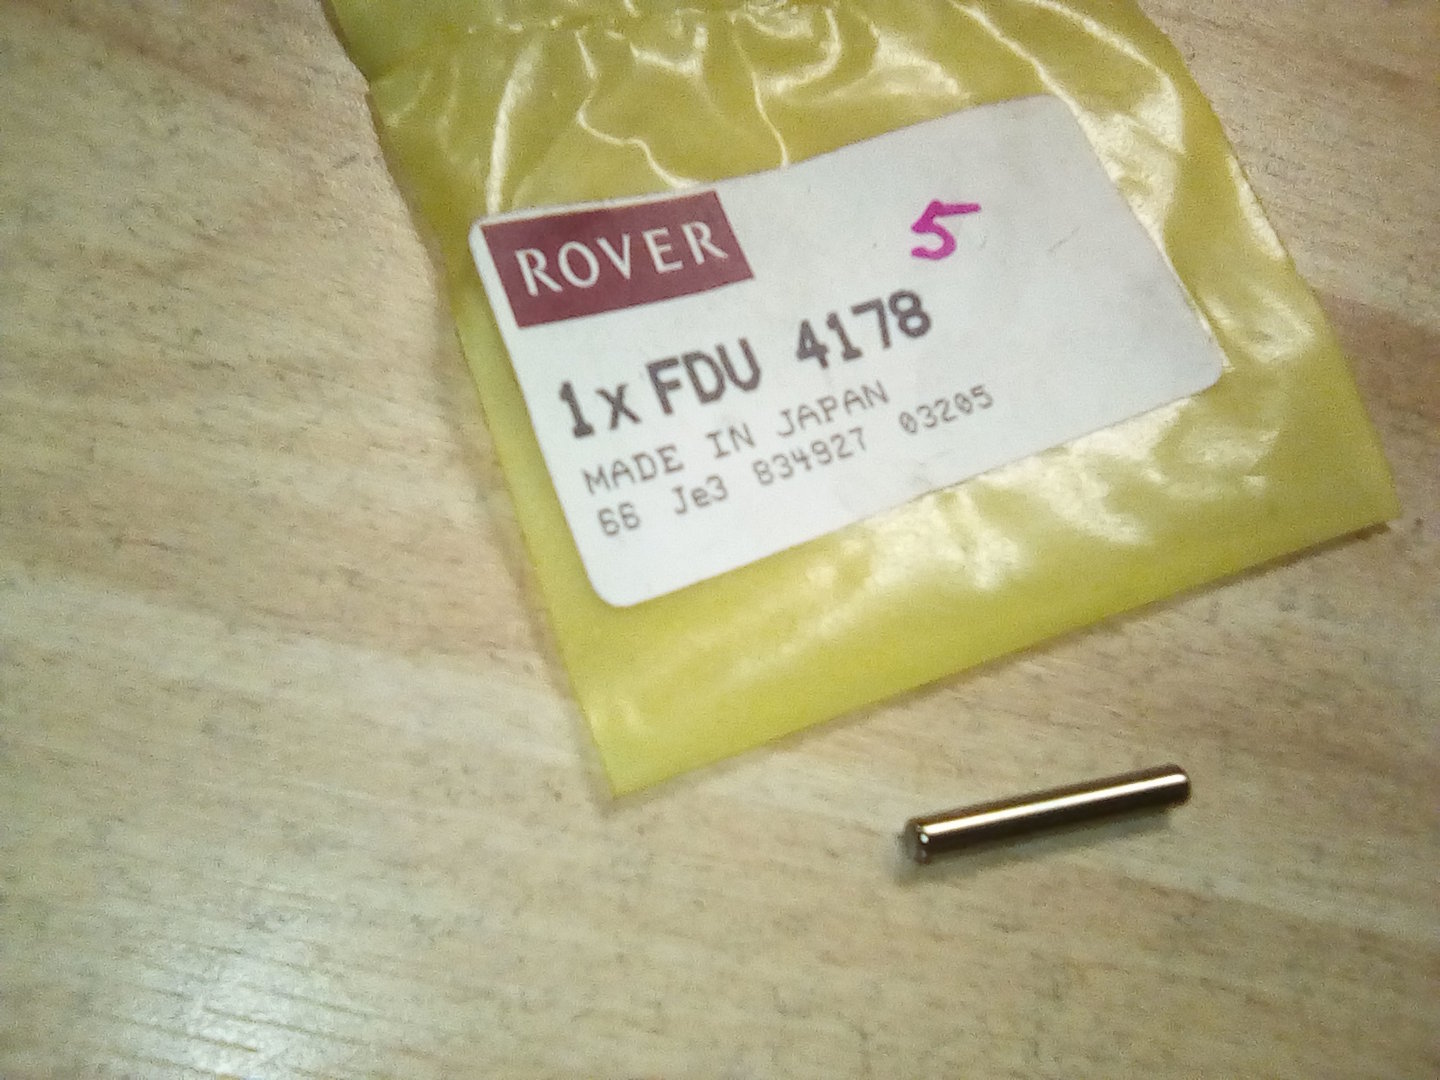 ROVER
5
1x FDU 4178
MADE IN JAPAN
66 Je3 834927 03205